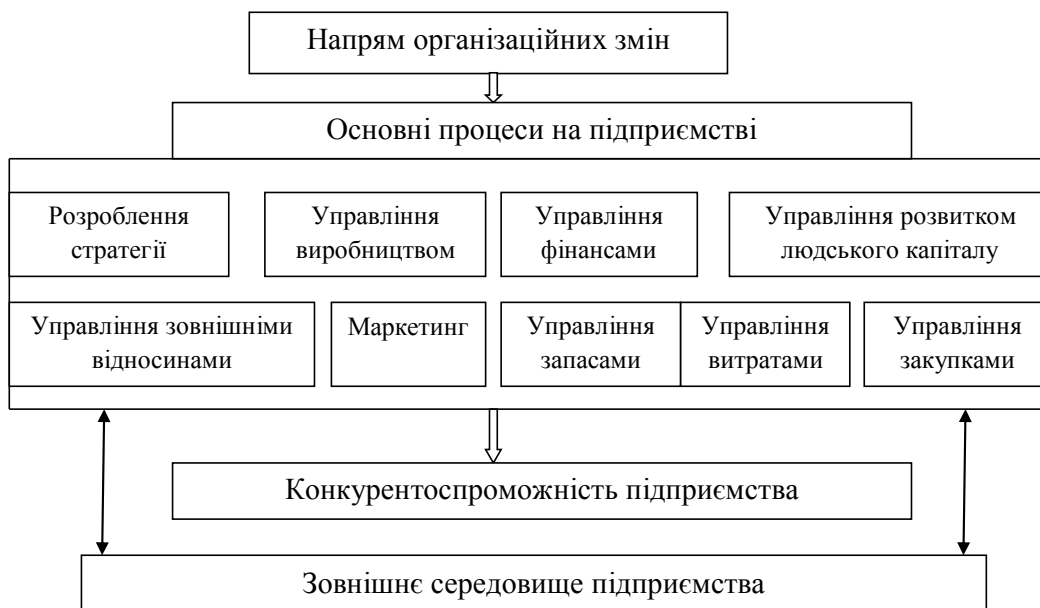 Напрям організаційних змін
Основні процеси на підприємстві
Розроблення
стратегії
Управління
виробництвом
Управління
фінансами
Управління розвитком
людського капіталу
Управління зовнішніми
відносинами
Маркетинг
Управління
запасами
Управління
витратами
Управління
закупками
Конкурентоспроможність підприємства
Зовнішнє середовище підприємства